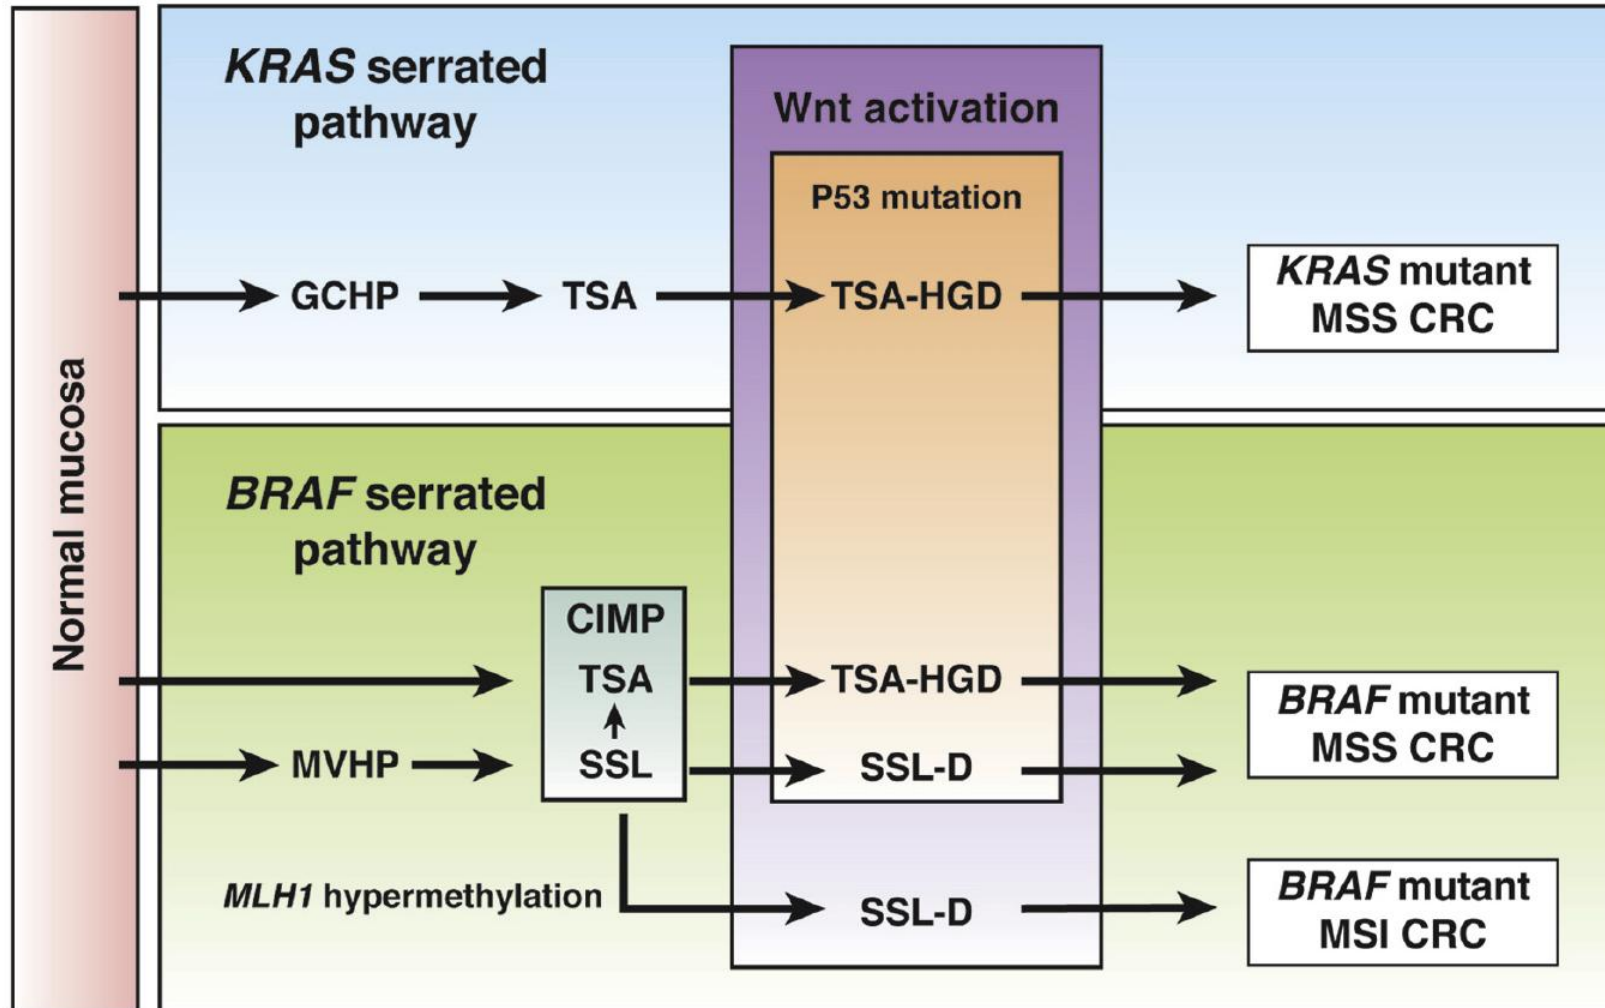 KRAS serrated
pathway
Wnt activation
P53 mutation
GCHP
TSA
TSA-HGD
KRAS mutant
MSS CRC
Normal mucosa
BRAF serrated
pathway
CIMP
TSA
TSA-HGD
BRAF mutant
MSS CRC
MVHP
SSL
SSL-D
MLH1 hypermethylation
SSL-D
BRAF mutant
MSI CRC